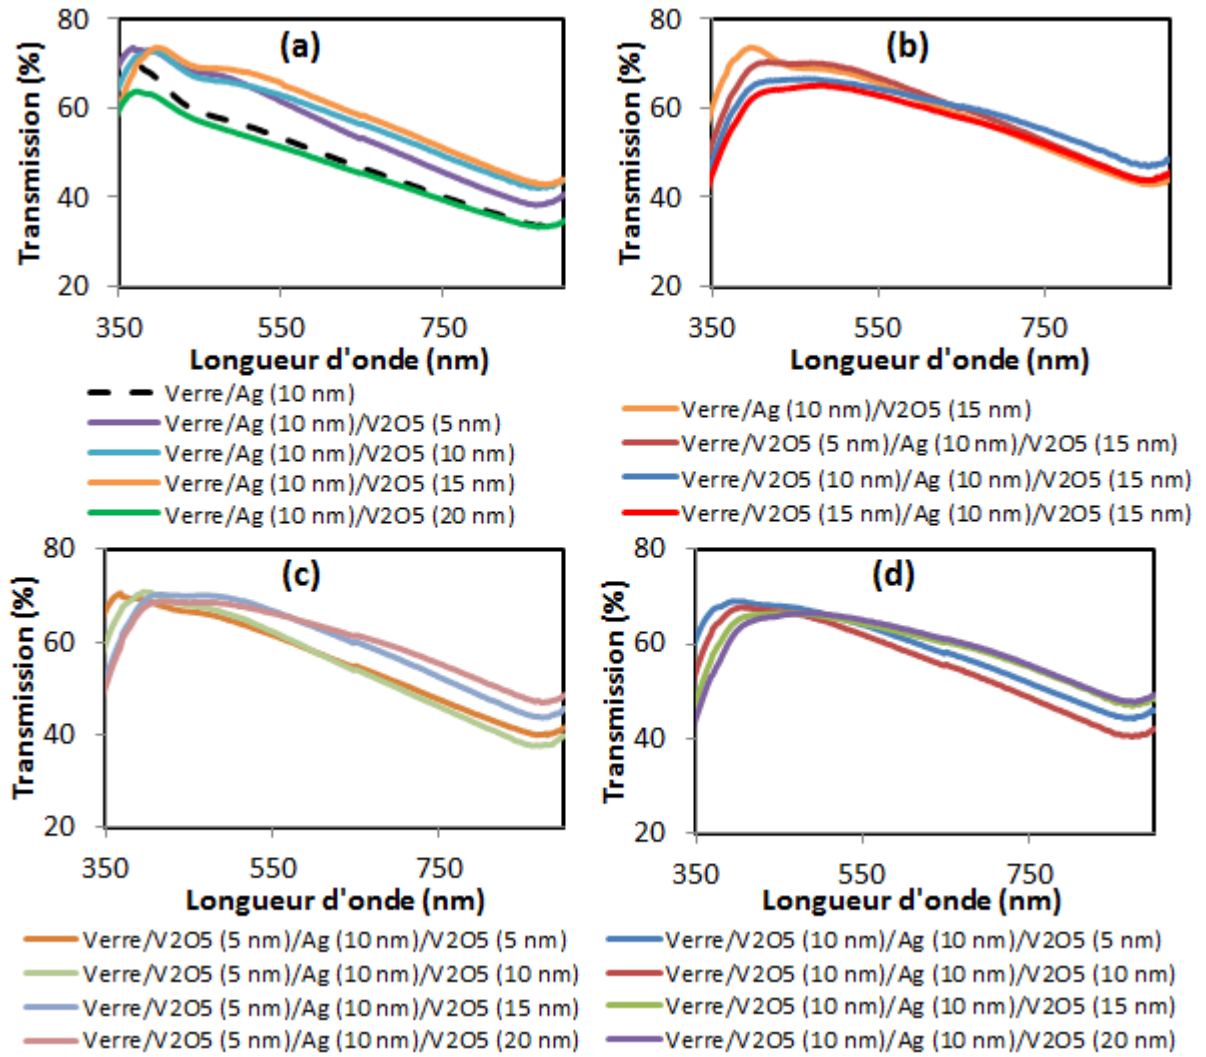 (a)
Transmission (%)
80
60
40
20
350 550 750
Longueur d'onde (nm)
Verre/Ag (10 nm)
Verre/Ag (10 nm)/V2O5 (5 nm)
Verre/Ag (10 nm)/V2O5 (10 nm)
Verre/Ag (10 nm)/V2O5 (15 nm)
Verre/Ag (10 nm)/V2O5 (20 nm)
(b)
Transmission (%)
80
60
40
20
350 550 750
Longueur d'onde (nm)
Verre/Ag (10 nm)/V2O5 (15 nm)
Verre/V2O5 (5 nm)/Ag (10 nm)/V2O5 (15 nm)
Verre/V2O5 (10 nm)/Ag (10 nm)/V2O5 (15 nm)
Verre/V2O5 (15 nm)/Ag (10 nm)/V2O5 (15 nm)
(c)
Transmission (%)
80
60
40
20
350 550 750
Longueur d'onde (nm)
Verre/V2O5 (5 nm)/Ag (10 nm)/V2O5 (5 nm)
Verre/V2O5 (5 nm)/Ag (10 nm)/V2O5 (10 nm)
Verre/V2O5 (5 nm)/Ag (10 nm)/V2O5 (15 nm)
Verre/V2O5 (5 nm)/Ag (10 nm)/V2O5 (20 nm)
(d)
Transmission (%)
80
60
40
20
350 550 750
Longueur d'onde (nm)
Verre/V2O5 (10 nm)/Ag (10 nm)/V2O5 (5 nm)
Verre/V2O5 (10 nm)/Ag (10 nm)/V2O5 (10 nm)
Verre/V2O5 (10 nm)/Ag (10 nm)/V2O5 (15 nm)
Verre/V2O5 (10 nm)/Ag (10 nm)/V2O5 (20 nm)